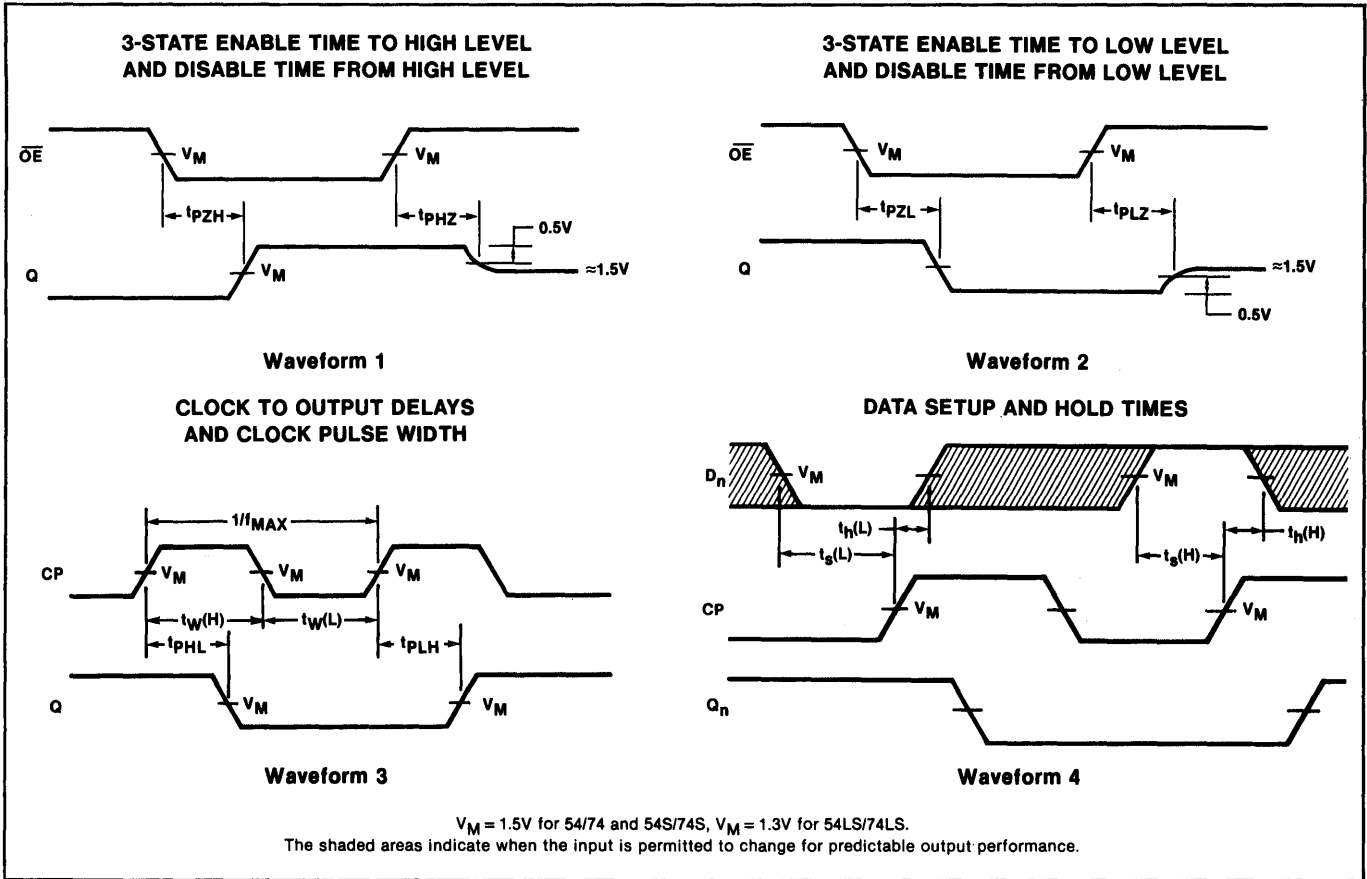 3-STATE ENABLE TIME TO HIGH LEVEL
AND DISABLE TIME FROM HIGH LEVEL
OE
VM
VM
tPZH
tPHZ
0.5V
Q
VM
≈1.5V
Waveform 1
3-STATE ENABLE TIME TO LOW LEVEL
AND DISABLE TIME FROM LOW LEVEL
OE
VM
VM
tPZL
tPLZ
Q
≈1.5V
0.5V
Waveform 2
CLOCK TO OUTPUT DELAYS
AND CLOCK PULSE WIDTH
1/fMAX
CP
VM
VM
VM
tW(H)
tW(L)
tPHL
tPLH
Q
VM
VM
Waveform 3
DATA SETUP AND HOLD TIMES
Dn
VM
VM
th(L)
th(H)
ts(L)
ts(H)
CP
VM
VM
Qn
Waveform 4
VM = 1.5V for 54/74 and 54S/74S, VM = 1.3V for 54LS/74LS.
The shaded areas indicate when the input is permitted to change for predictable output performance.